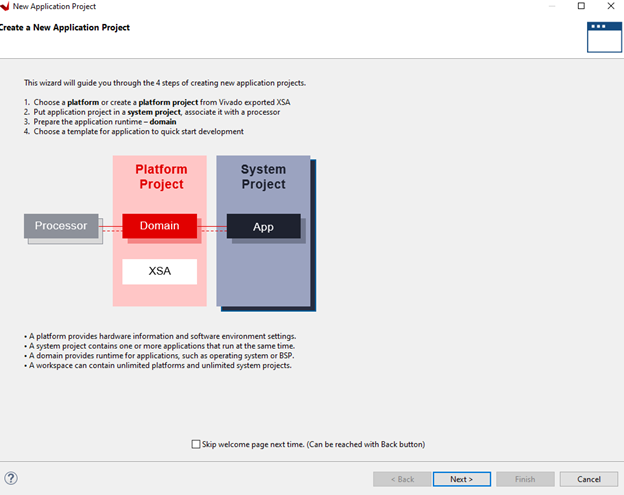 New Application Project
Create a New Application Project
This wizard will guide you through the 4 steps of creating new application projects.
1. Choose a platform or create a platform project from Vivado exported XSA
2. Put application project in a system project, associate it with a processor
3. Prepare the application runtime – domain
4. Choose a template for application to quick start development
Platform
Project
System
Project
Processor
Domain
App
XSA
• A platform provides hardware information and software environment settings.
• A system project contains one or more applications that run at the same time.
• A domain provides runtime for applications, such as operating system or BSP.
• A workspace can contain unlimited platforms and unlimited system projects.
Skip welcome page next time. (Can be reached with Back button)
?
< Back
Next >
Finish
Cancel